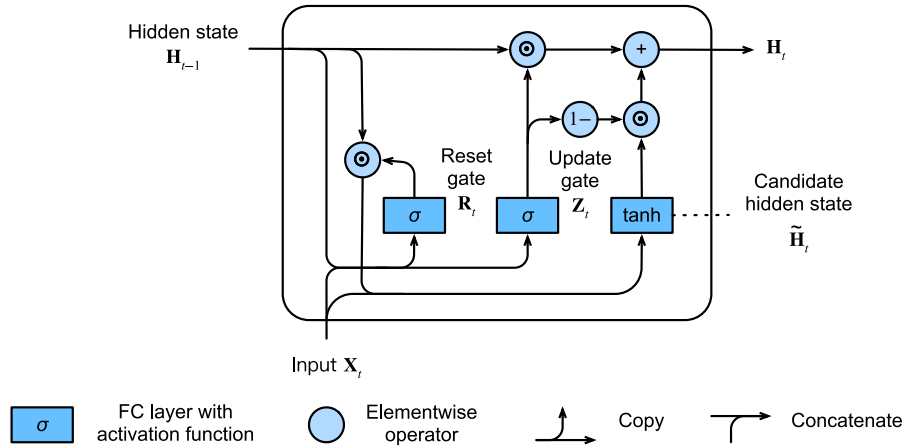 Hidden state
H_{t−1}
H_t
+
1−
Reset
gate
R_t
Update
gate
Z_t
σ
σ
tanh
Candidate
hidden state
H̃_t
Input X_t
σ
FC layer with
activation function
Elementwise
operator
Copy
Concatenate